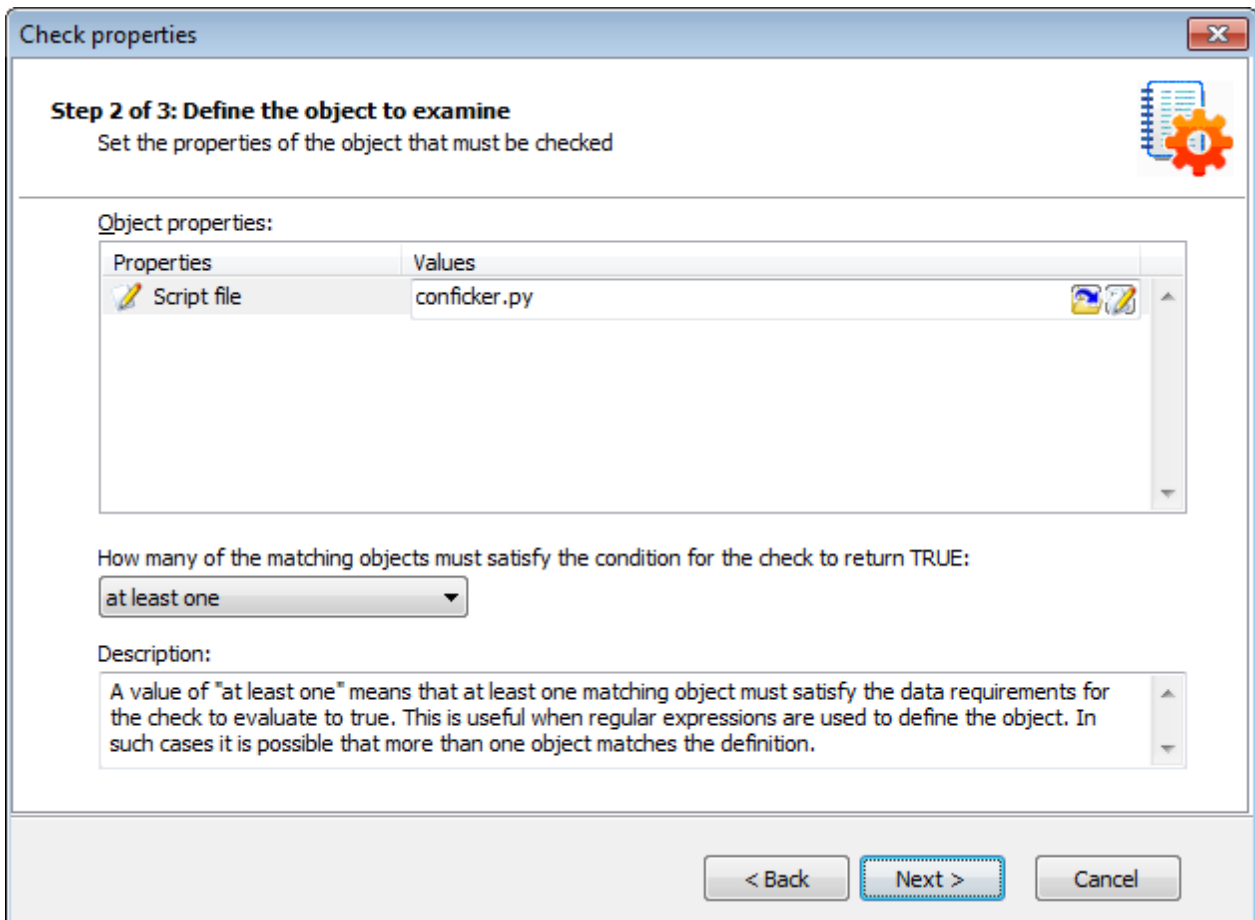 Check properties
Step 2 of 3: Define the object to examine
Set the properties of the object that must be checked
Object properties:
Properties Values
Script file conficker.py
How many of the matching objects must satisfy the condition for the check to return TRUE:
at least one
Description:
A value of "at least one" means that at least one matching object must satisfy the data requirements for
the check to evaluate to true. This is useful when regular expressions are used to define the object. In
such cases it is possible that more than one object matches the definition.
< Back Next > Cancel